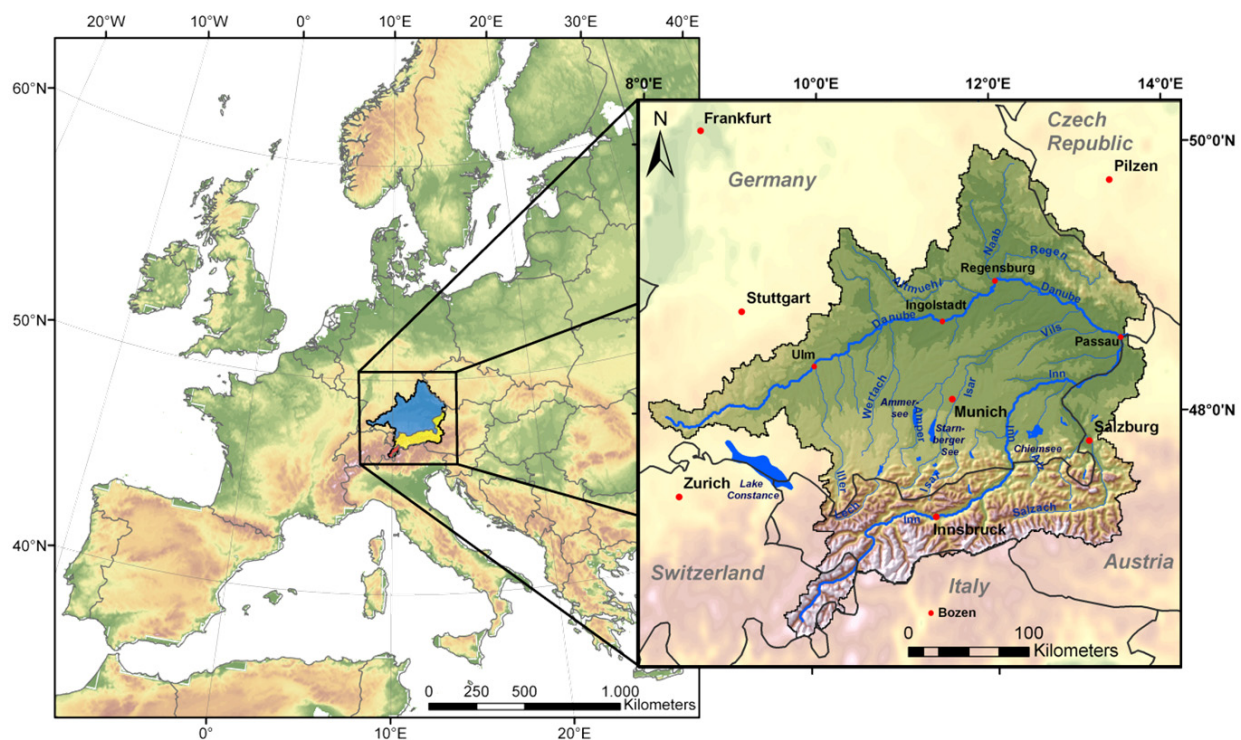 20°W 10°W 0° 10°E 20°E 30°E 40°E
60°N
50°N
40°N
0° 10°E 20°E
0 250 500 1.000
Kilometers
8°0'E 10°0'E 12°0'E 14°0'E
50°0'N
48°0'N
N
Frankfurt
Czech
Republic
Pilzen
Germany
Naab
Regen
Regensburg
Altmuehl
Stuttgart
Ingolstadt
Danube
Danube
Vils
Passau
Ulm
Inn
Wertach
Isar
Ammer-
see
Amper
Munich
Starn-
berger
See
Inn
Chiemsee
Salzburg
Zurich
Lake
Constance
Iller
Isar
Lech
Inn
Salzach
Innsbruck
Switzerland
Italy
Austria
Bozen
0 100
Kilometers